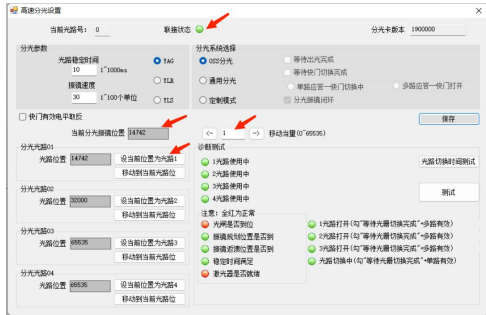 高速分光设置
当前光路号: 0 联接状态 分光卡版本 1900000
分光参数
光路稳定时间
10 1~1000ms
振镜速度
30 1~100个单位
YAG
YLR
YLS
分光系统选择
OSS分光
通用分光
定制模式
等待出光完成
等待快门切换完成
单路应答一快门切换中
多路应答一快门打开
分光振镜闭环
快门有效电平取反
保存
当前分光振镜位置 14742
<- 1 -> 移动当量(0~65535)
分光光路01
光路位置 14742 设当前位置为光路1
移动到当前光路位
分光光路02
光路位置 32000 设当前位置为光路2
移动到当前光路位
分光光路03
光路位置 65535 设当前位置为光路3
移动到当前光路位
分光光路04
光路位置 65535 设当前位置为光路4
移动到当前光路位
诊断测试
1光路使用中
2光路使用中
3光路使用中
4光路使用中
光路切换时间测试
测试
注意: 全红为正常
光闸是否到位
振镜规划位置是否到
振镜返馈位置是否到
稳定时间满足
激光器是否就绪
1光路打开(勾"等待光最切换完成"+多路有效)
2光路打开(勾"等待光最切换完成"+多路有效)
3光路打开(勾"等待光最切换完成"+多路有效)
光路切换中(勾"等待光最切换完成"+单路有效)